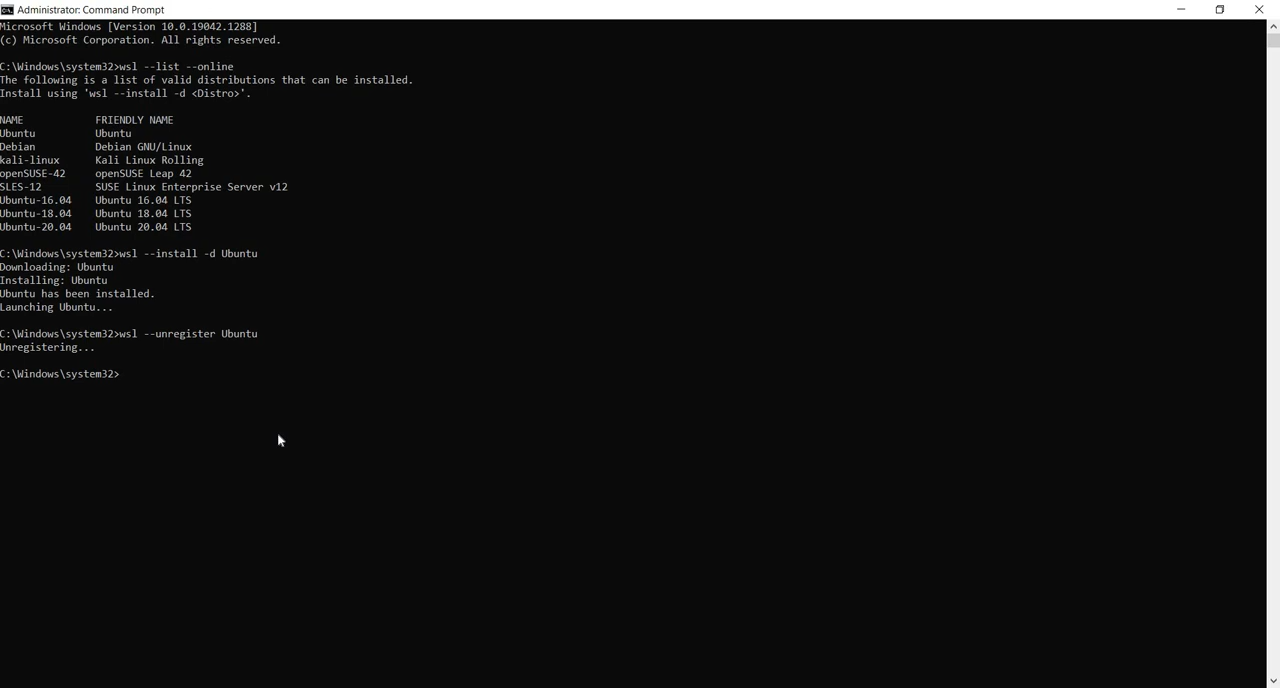 Administrator: Command Prompt
Microsoft Windows [Version 10.0.19042.1288]
(c) Microsoft Corporation. All rights reserved.
C:\Windows\system32>wsl --list --online
The following is a list of valid distributions that can be installed.
Install using 'wsl --install -d <Distro>'.
NAME FRIENDLY NAME
Ubuntu Ubuntu
Debian Debian GNU/Linux
kali-linux Kali Linux Rolling
openSUSE-42 openSUSE Leap 42
SLES-12 SUSE Linux Enterprise Server v12
Ubuntu-16.04 Ubuntu 16.04 LTS
Ubuntu-18.04 Ubuntu 18.04 LTS
Ubuntu-20.04 Ubuntu 20.04 LTS
C:\Windows\system32>wsl --install -d Ubuntu
Downloading: Ubuntu
Installing: Ubuntu
Ubuntu has been installed.
Launching Ubuntu...
C:\Windows\system32>wsl --unregister Ubuntu
Unregistering...
C:\Windows\system32>